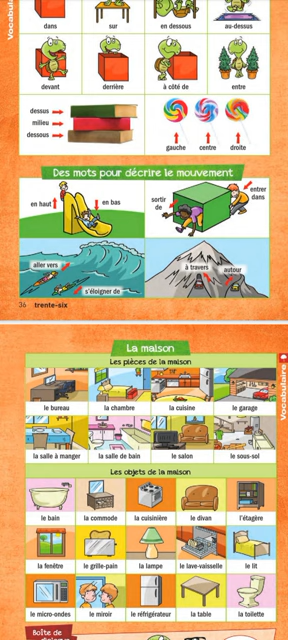 Vocabulaire
dans
sur
en dessous
au-dessus
devant
derrière
à côté de
entre
dessus
milieu
dessous
gauche
centre
droite
Des mots pour décrire le mouvement
en haut
en bas
sortir de
entrer dans
aller vers
s'éloigner de
à travers
autour
36 trente-six
La maison
Vocabulaire
Les pièces de la maison
le bureau
la chambre
la cuisine
le garage
la salle à manger
la salle de bain
le salon
le sous-sol
Les objets de la maison
le bain
la commode
la cuisinière
le divan
l'étagère
la fenêtre
le grille-pain
la lampe
le lave-vaisselle
le lit
le micro-ondes
le miroir
le réfrigérateur
la table
la toilette
Boîte de